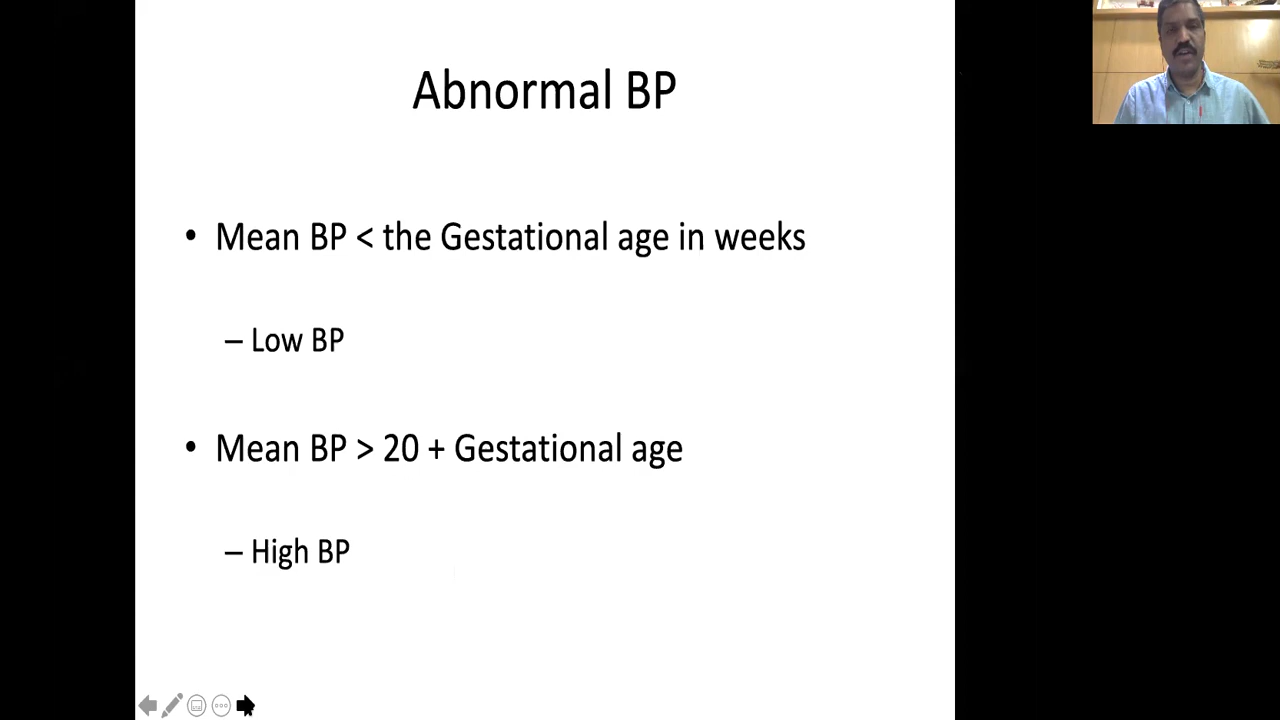 Abnormal BP
• Mean BP < the Gestational age in weeks
– Low BP
• Mean BP > 20 + Gestational age
– High BP